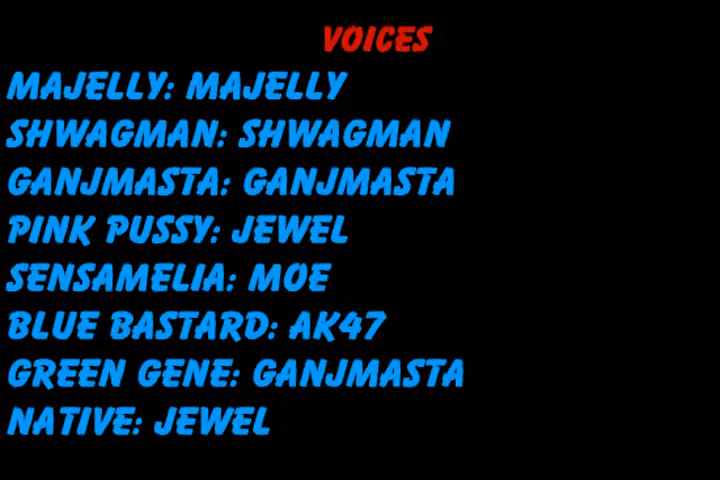 VOICES
MAJELLY: MAJELLY
SHWAGMAN: SHWAGMAN
GANJMASTA: GANJMASTA
PINK PUSSY: JEWEL
SENSAMELIA: MOE
BLUE BASTARD: AK47
GREEN GENE: GANJMASTA
NATIVE: JEWEL